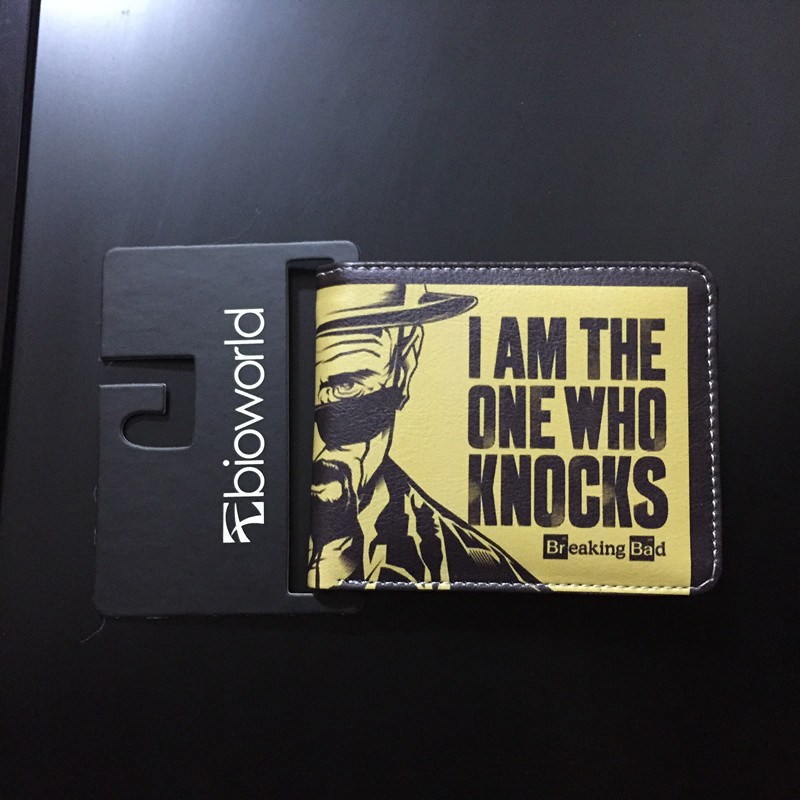 bioworld
I AM THE
ONE WHO
KNOCKS
Breaking Bad